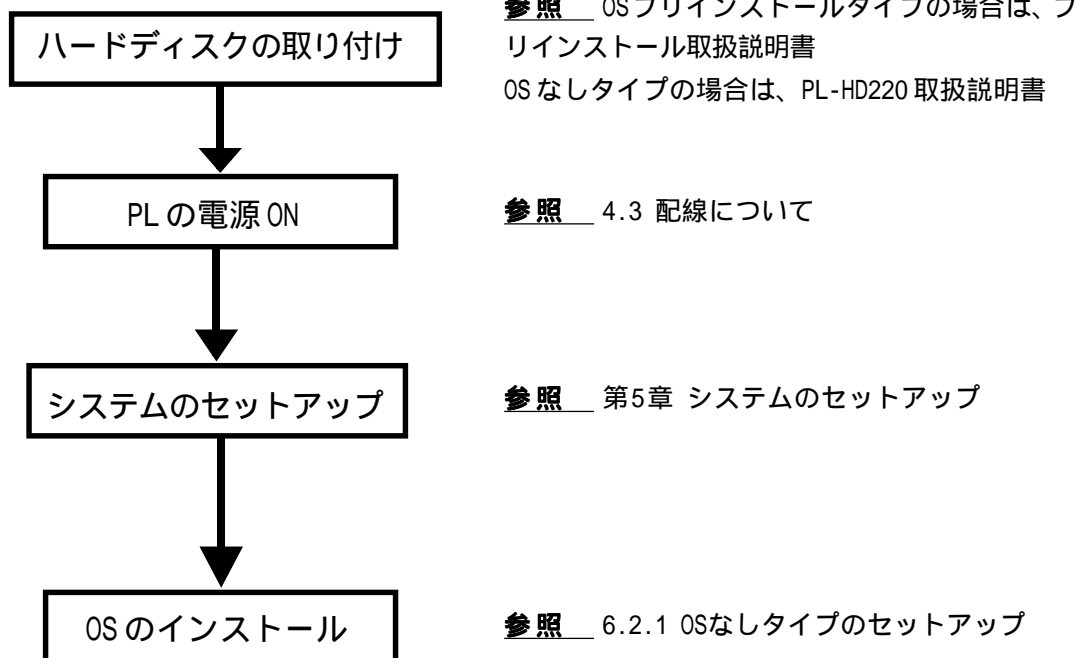 ハードディスクの取り付け
参照 OSプリインストールタイプの場合は、プ
リインストール取扱説明書
OSなしタイプの場合は、PL-HD220取扱説明書
PLの電源ON
参照 4.3 配線について
システムのセットアップ
参照 第5章 システムのセットアップ
OSのインストール
参照 6.2.1 OSなしタイプのセットアップ